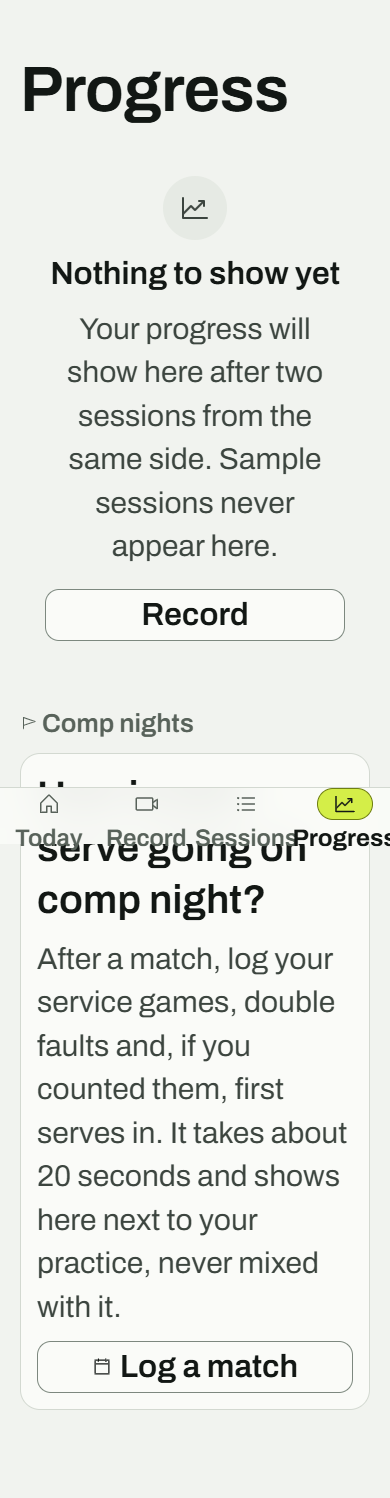 Progress
Nothing to show yet
Your progress will
show here after two
sessions from the
same side. Sample
sessions never
appear here.
Record
Comp nights
Today Record Sessions Progress
serve going on
comp night?
After a match, log your
service games, double
faults and, if you
counted them, first
serves in. It takes about
20 seconds and shows
here next to your
practice, never mixed
with it.
Log a match